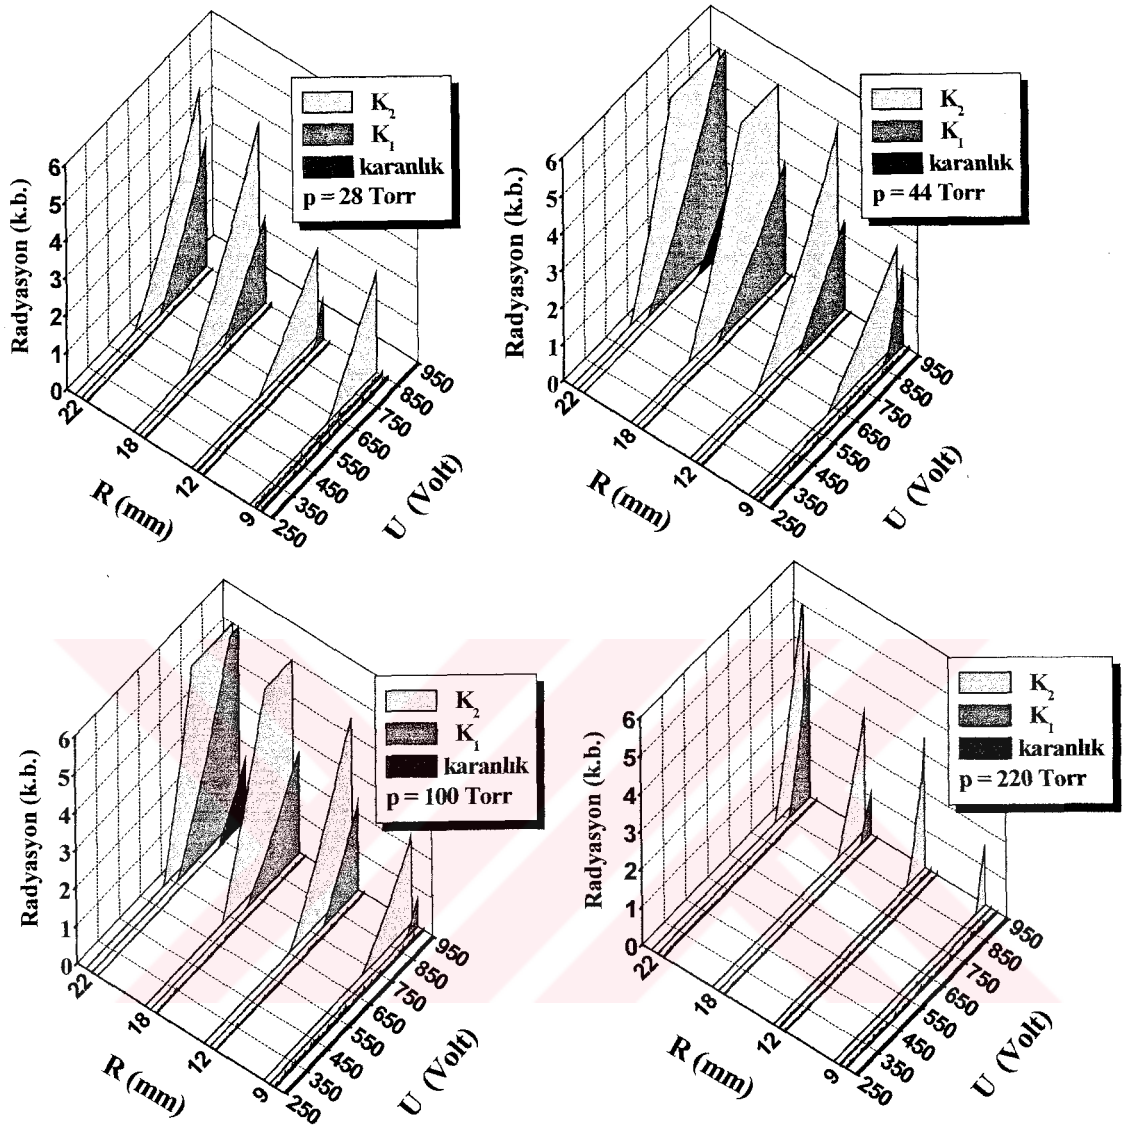 K2
K1
karanlık
p = 28 Torr
Radyasyon (k.b.)
6
5
4
3
2
1
0
22
18
12
9
R (mm)
950
850
750
650
550
450
350
250
U (Volt)
K2
K1
karanlık
p = 44 Torr
Radyasyon (k.b.)
6
5
4
3
2
1
0
22
18
12
9
R (mm)
950
850
750
650
550
450
350
250
U (Volt)
K2
K1
karanlık
p = 100 Torr
Radyasyon (k.b.)
6
5
4
3
2
1
0
22
18
12
9
R (mm)
950
850
750
650
550
450
350
250
U (Volt)
K2
K1
karanlık
p = 220 Torr
Radyasyon (k.b.)
6
5
4
3
2
1
0
22
18
12
9
R (mm)
950
850
750
650
550
450
350
250
U (Volt)